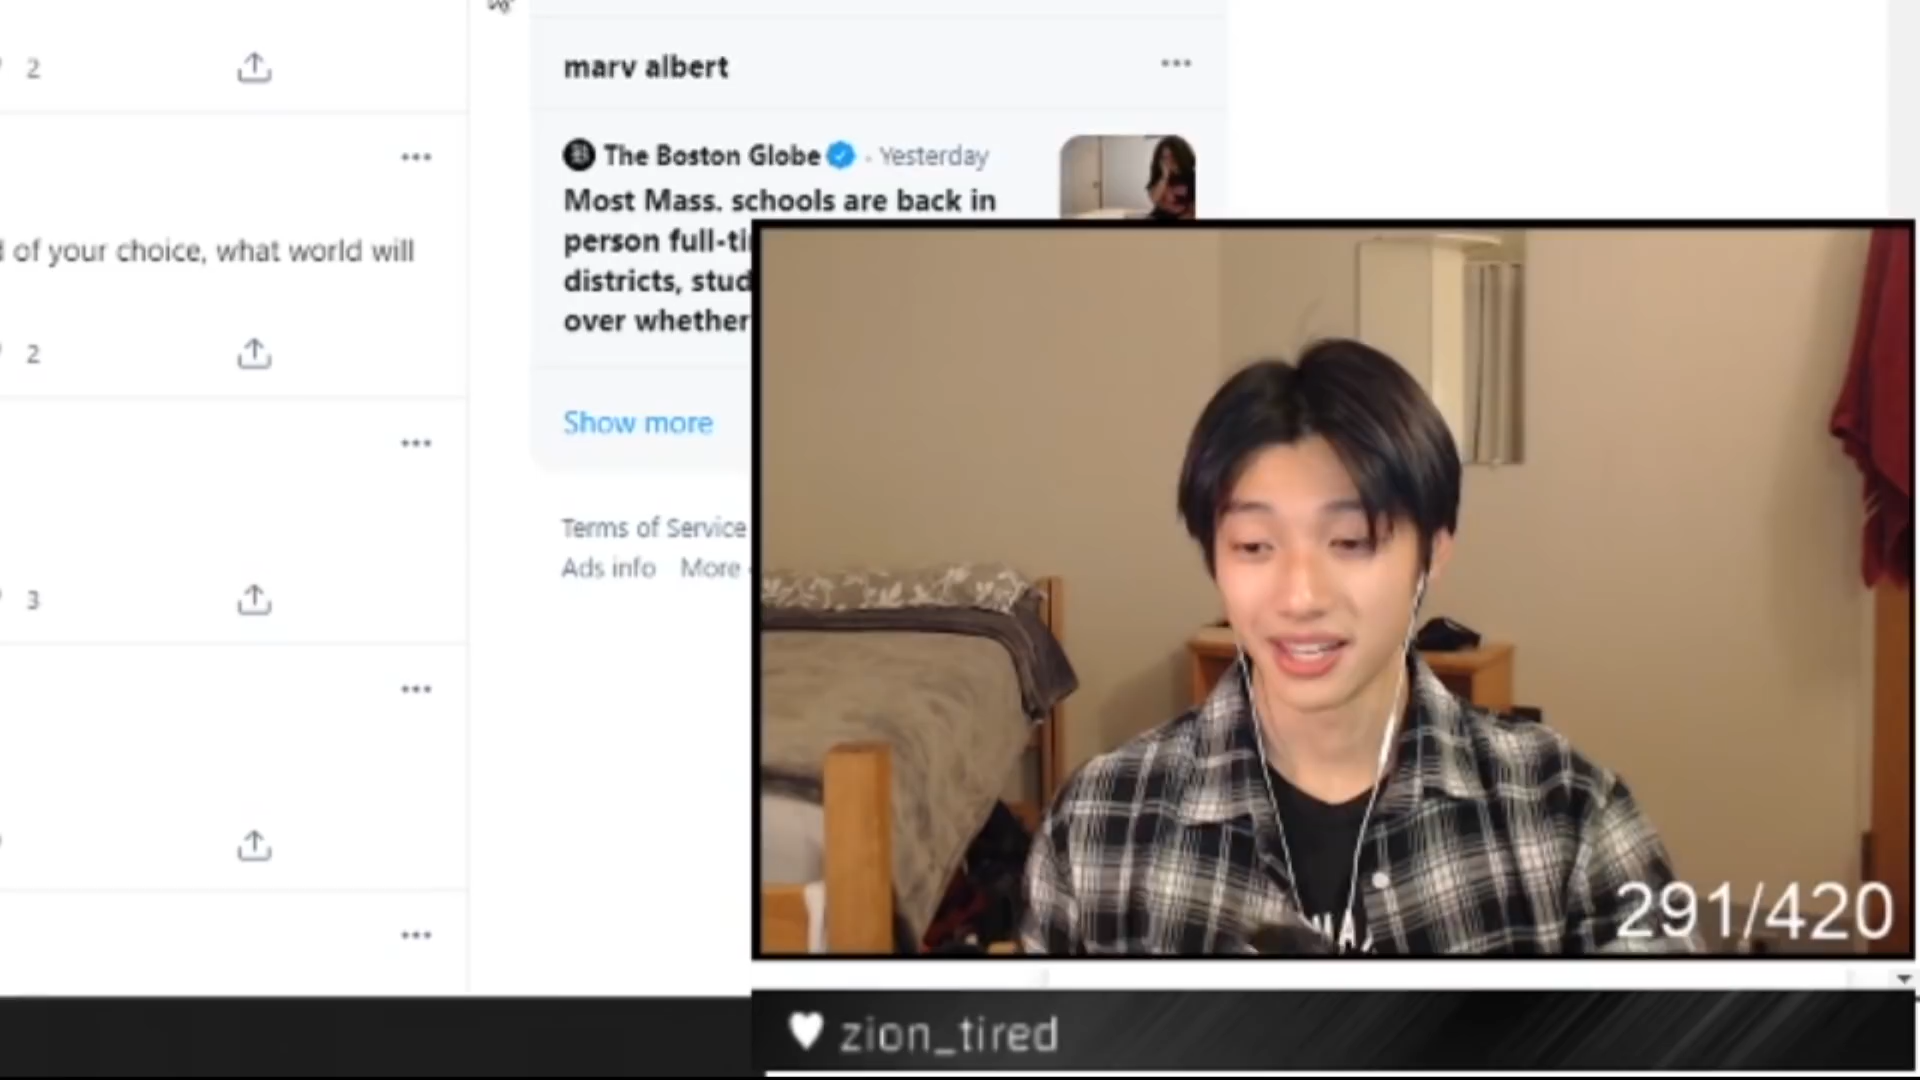 2
of your choice, what world will
2
3
marv albert
The Boston Globe · Yesterday
Most Mass. schools are back in
person full-ti
districts, stud
over whether
Show more
Terms of Service
Ads info More
291/420
zion_tired